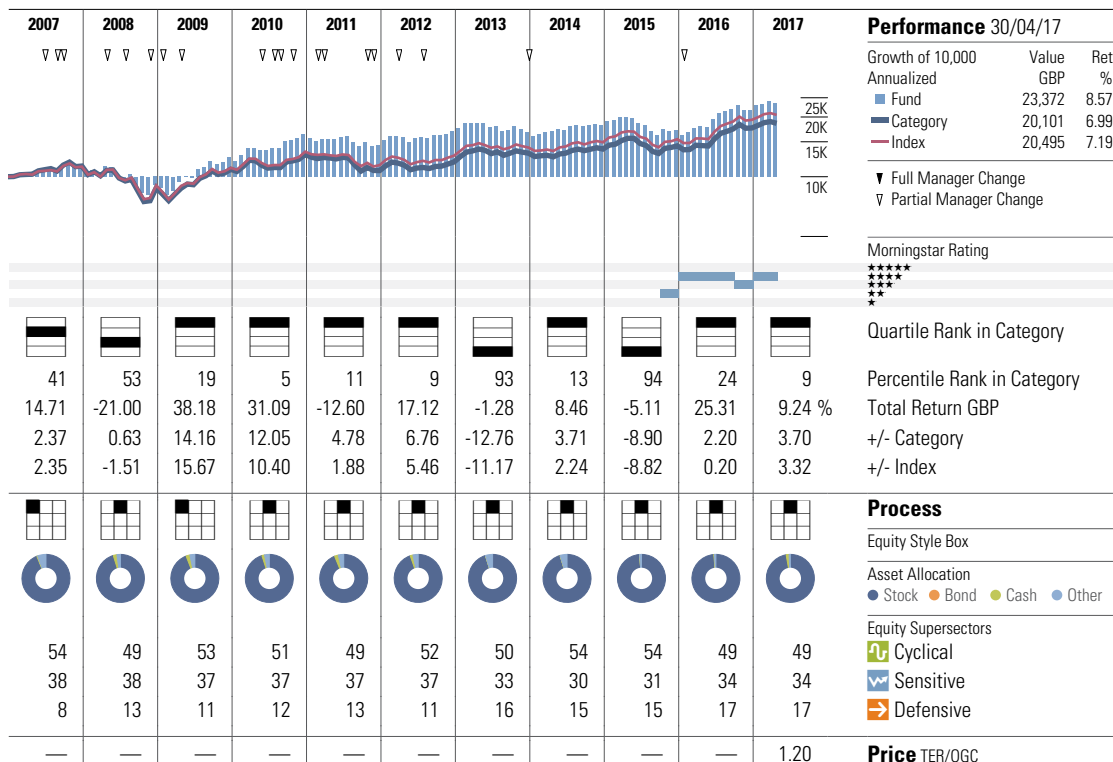 2007 2008 2009 2010 2011 2012 2013 2014 2015 2016 2017
Performance 30/04/17
Growth of 10,000 Value Ret
Annualized GBP %
Fund 23,372 8.57
Category 20,101 6.99
Index 20,495 7.19
Full Manager Change
Partial Manager Change
25K
20K
15K
10K
Morningstar Rating
★★★★★
★★★★
★★★
★★
★
Quartile Rank in Category
41 53 19 5 11 9 93 13 94 24 9 Percentile Rank in Category
14.71 -21.00 38.18 31.09 -12.60 17.12 -1.28 8.46 -5.11 25.31 9.24 % Total Return GBP
2.37 0.63 14.16 12.05 4.78 6.76 -12.76 3.71 -8.90 2.20 3.70 +/- Category
2.35 -1.51 15.67 10.40 1.88 5.46 -11.17 2.24 -8.82 0.20 3.32 +/- Index
Process
Equity Style Box
Asset Allocation
Stock Bond Cash Other
Equity Supersectors
54 49 53 51 49 52 50 54 54 49 49 Cyclical
38 38 37 37 37 37 33 30 31 34 34 Sensitive
8 13 11 12 13 11 16 15 15 17 17 Defensive
— — — — — — — — — — 1.20 Price TER/OGC